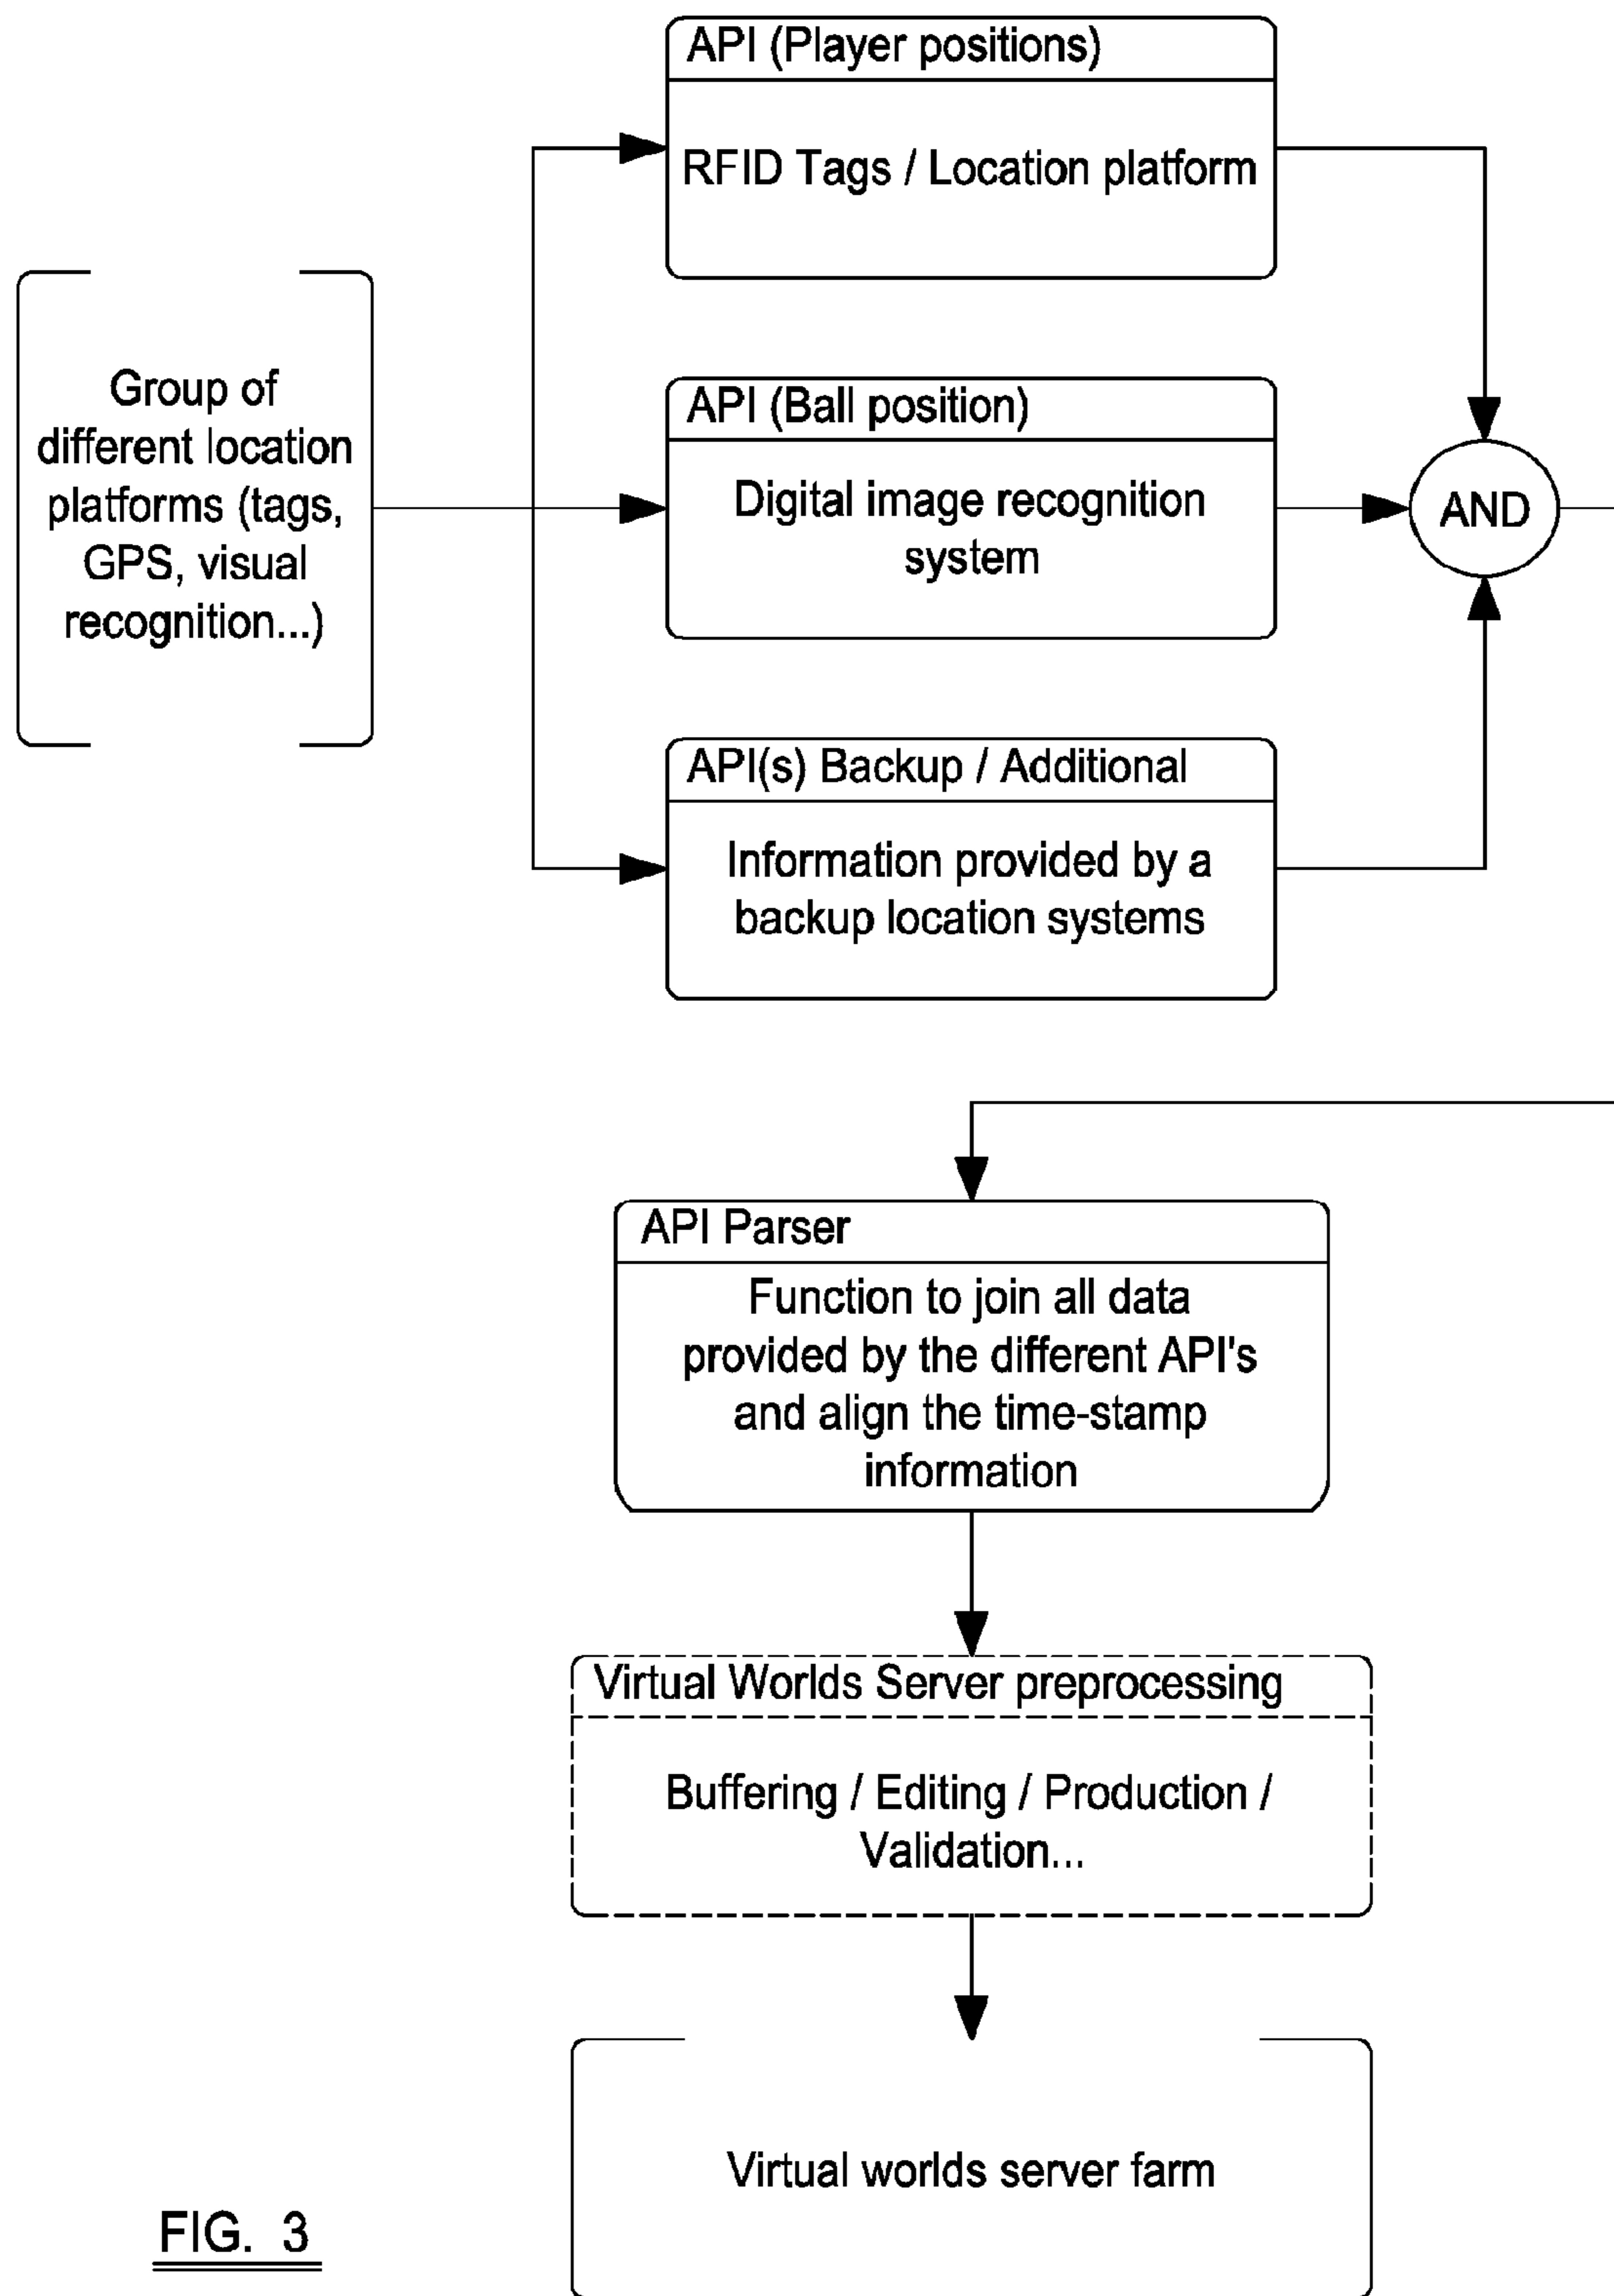 API (Player positions)
RFID Tags / Location platform
Group of
different location
platforms (tags,
GPS, visual
recognition...)
API (Ball position)
Digital image recognition
system
AND
API(s) Backup / Additional
Information provided by a
backup location systems
API Parser
Function to join all data
provided by the different API's
and align the time-stamp
information
Virtual Worlds Server preprocessing
Buffering / Editing / Production /
Validation...
Virtual worlds server farm
FIG. 3